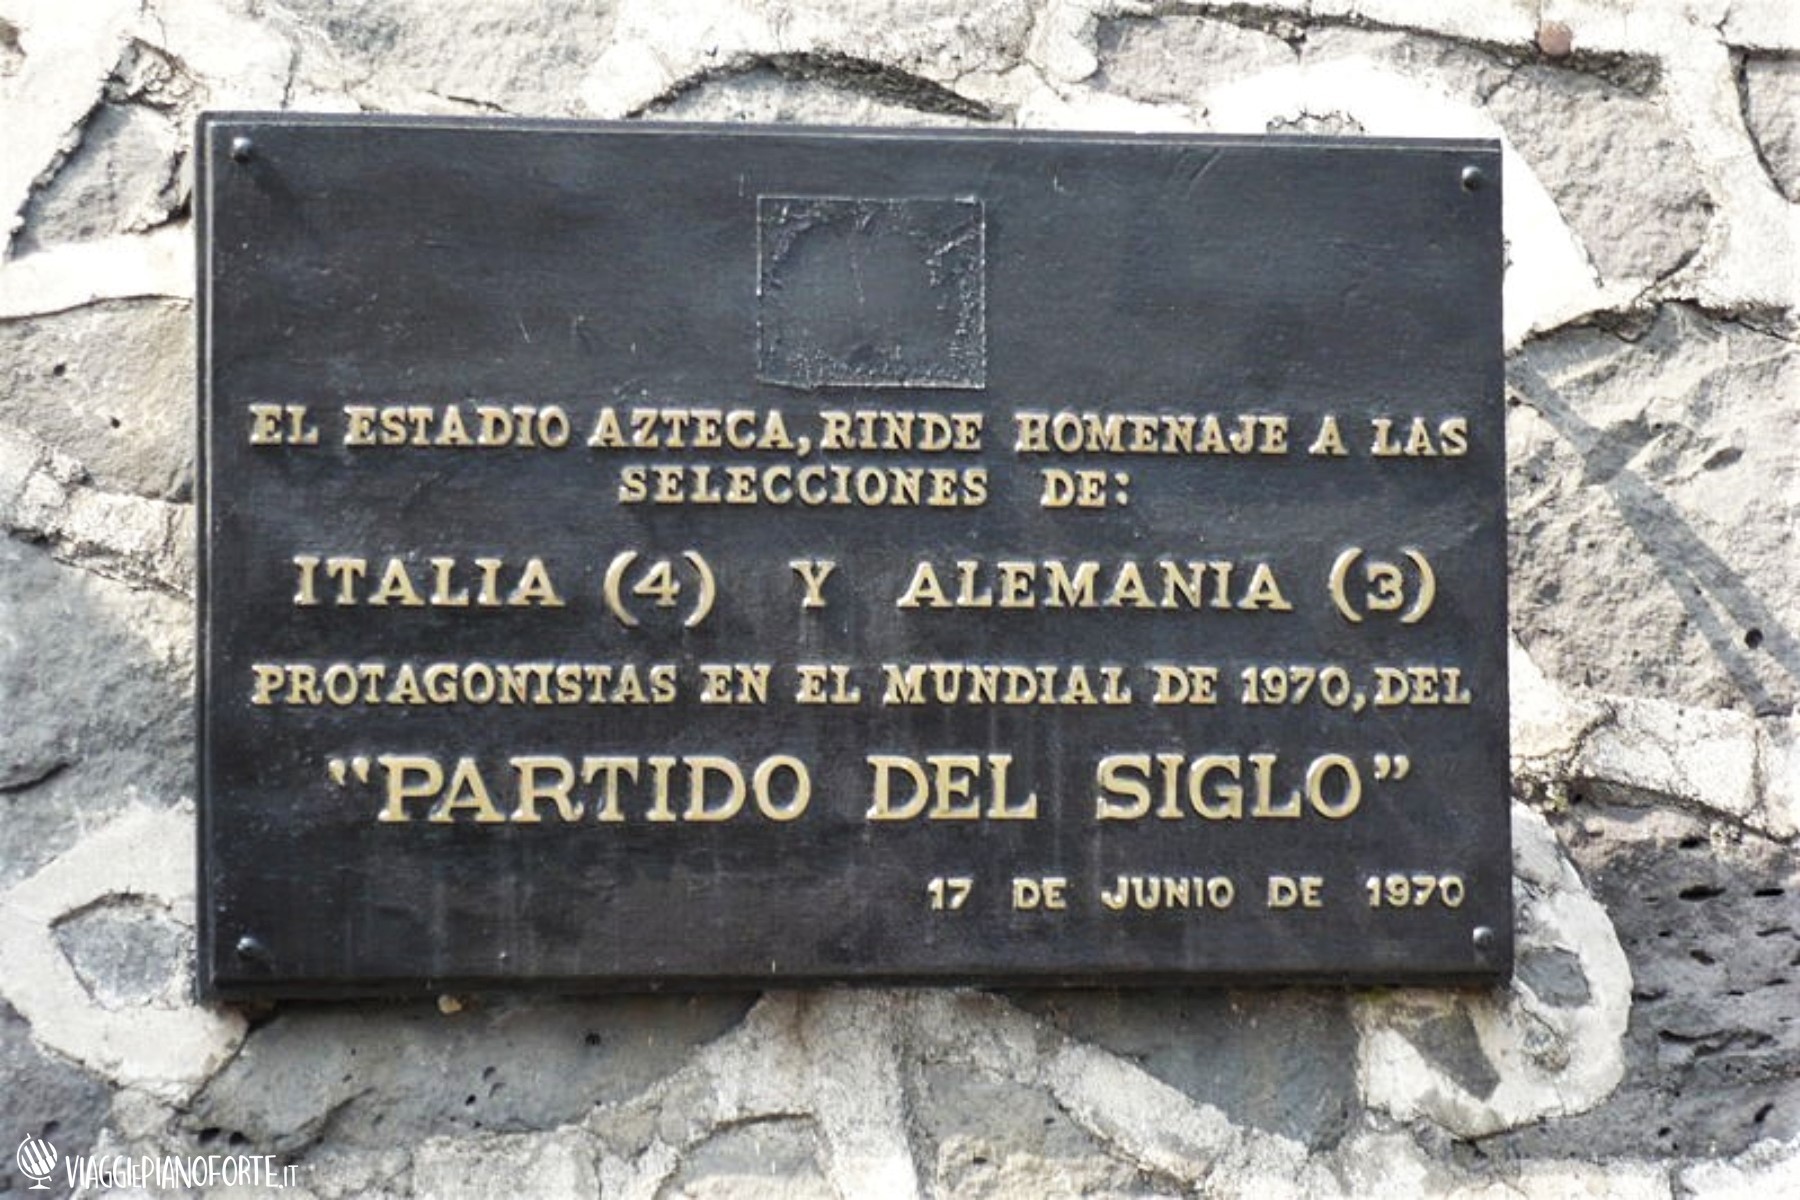 EL ESTADIO AZTECA, RINDE HOMENAJE A LAS
SELECCIONES DE:
ITALIA (4) Y ALEMANIA (3)
PROTAGONISTAS EN EL MUNDIAL DE 1970, DEL
"PARTIDO DEL SIGLO"
17 DE JUNIO DE 1970
VIAGGIEPIANOFORTE.IT